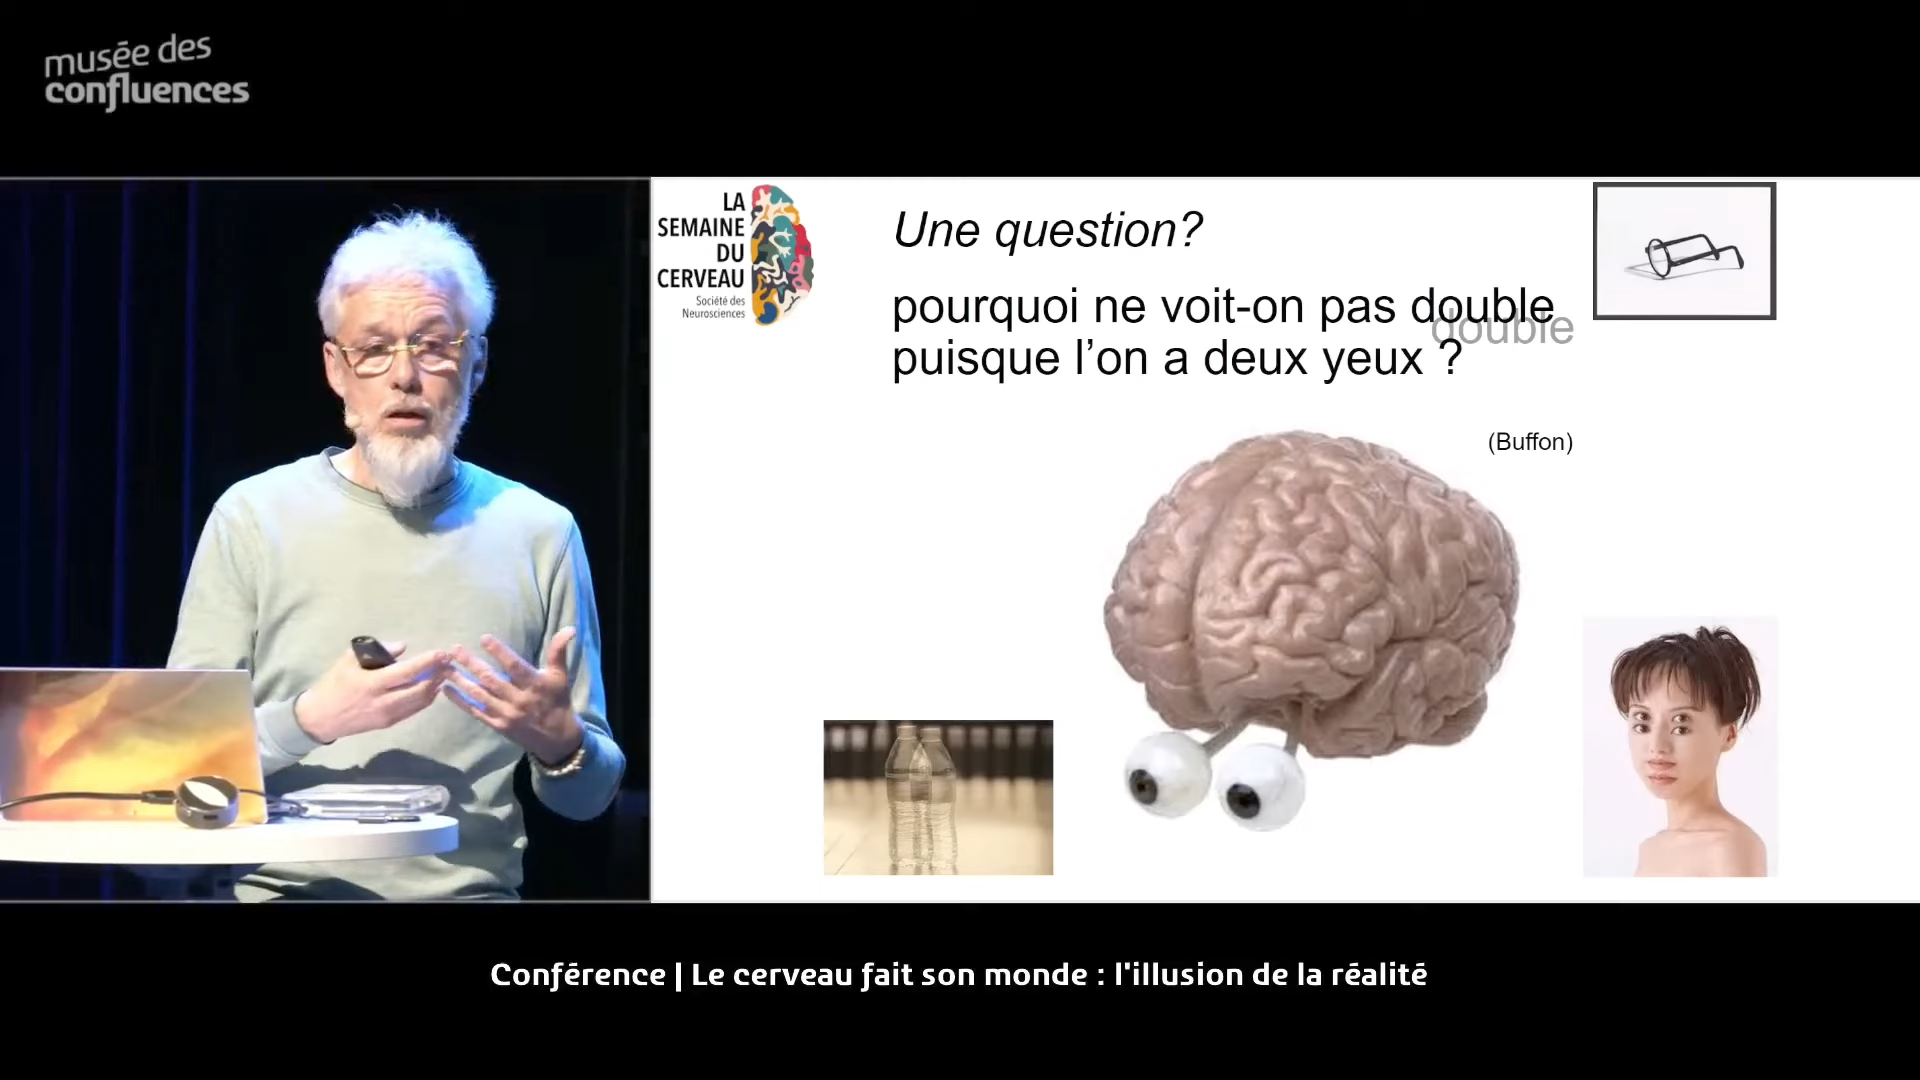 musée des
confluences
LA
SEMAINE
DU
CERVEAU
Société des
Neurosciences
Une question?
pourquoi ne voit-on pas double
double
puisque l’on a deux yeux ?
(Buffon)
Conférence | Le cerveau fait son monde : l'illusion de la réalité